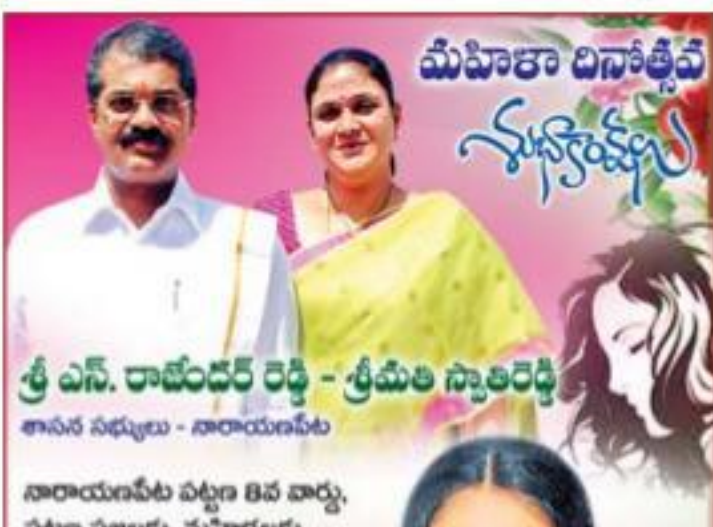 మహిళా దినోత్సవ
శుభాకాంక్షలు
శ్రీ ఎస్. రాజేందర్ రెడ్డి - శ్రీమతి స్వాతిరెడ్డి
శాసన సభ్యులు - నారాయణపేట
నారాయణపేట పట్టణ 8వ వార్డు,